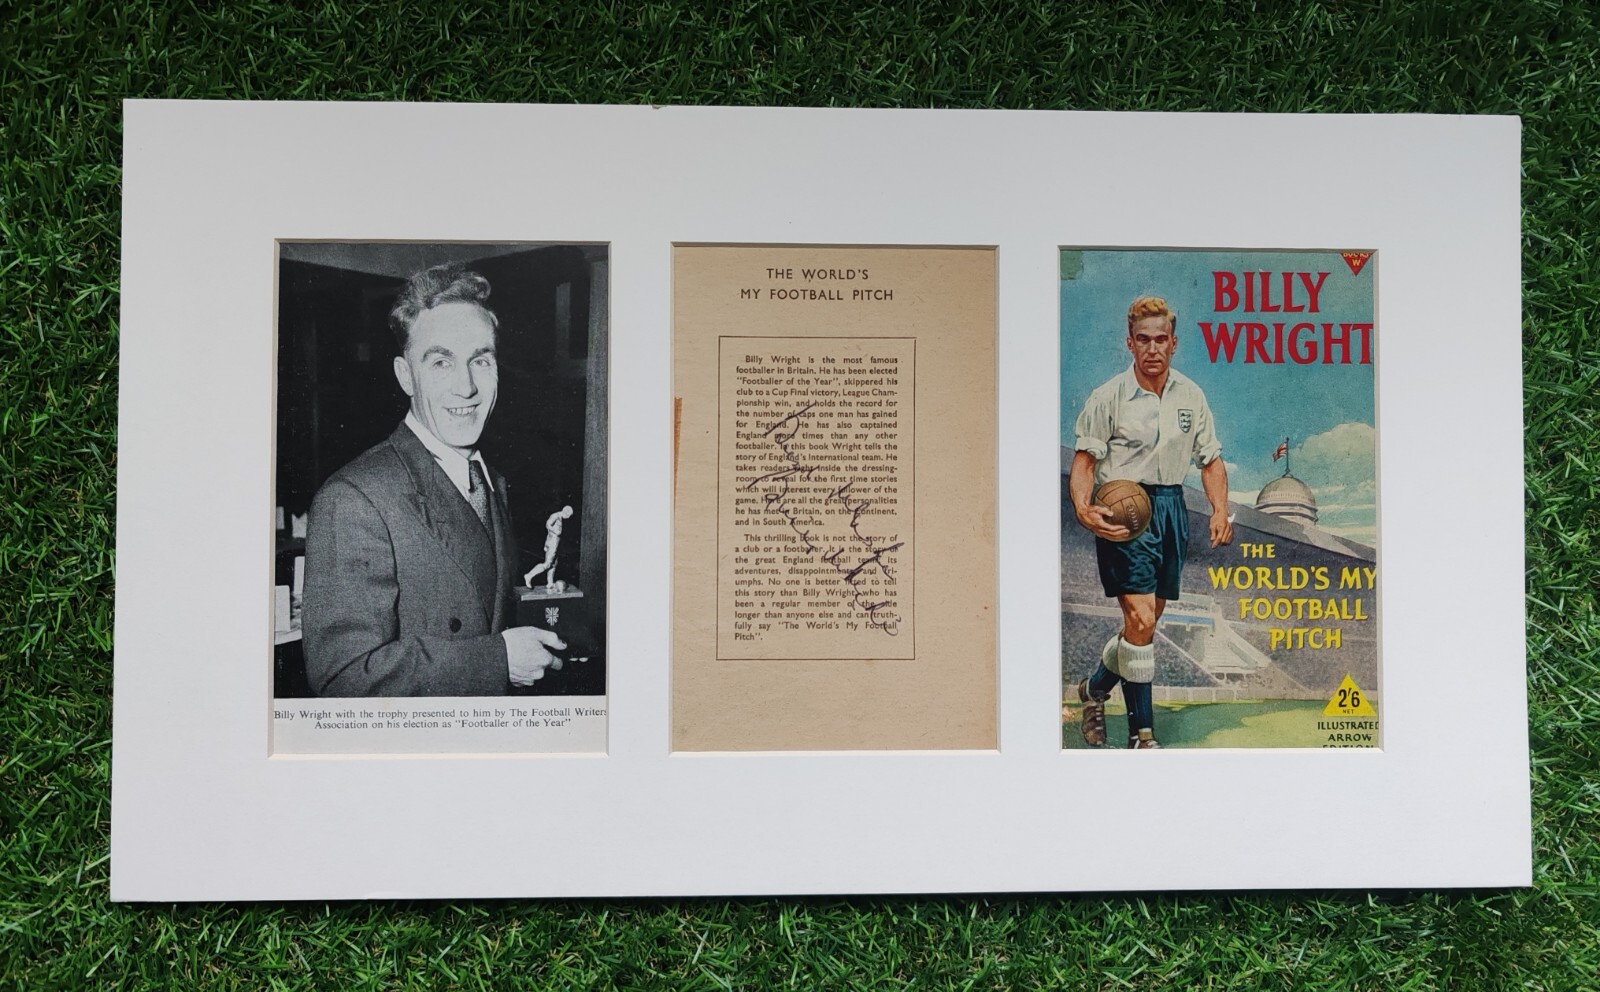 Billy Wright with the trophy presented to him by The Football Writers
Association on his election as "Footballer of the Year"
THE WORLD'S
MY FOOTBALL PITCH
Billy Wright is the most famous
footballer in Britain. He has been elected
"Footballer of the Year", skippered his
club to a Cup Final victory, League Cham-
pionship win, and holds the record for
the number of caps one man has gained
for England. He has also captained
England more times than any other
footballer. In this book Wright tells the
story of England's International team. He
takes readers right inside the dressing-
room to reveal for the first time stories
which will interest every follower of the
game. Here are all the great personalities
he has met in Britain, on the Continent,
and in South America.
This thrilling book is not the story of
a club or a footballer. It is the story of
the great England football team, its
adventures, disappointments and tri-
umphs. No one is better fitted to tell
this story than Billy Wright who has
been a regular member of the side
longer than anyone else and can truth-
fully say "The World's My Football
Pitch".
W
BILLY
WRIGHT
THE
WORLD'S MY
FOOTBALL
PITCH
2'6
NET
ILLUSTRATED
ARROW
EDITION